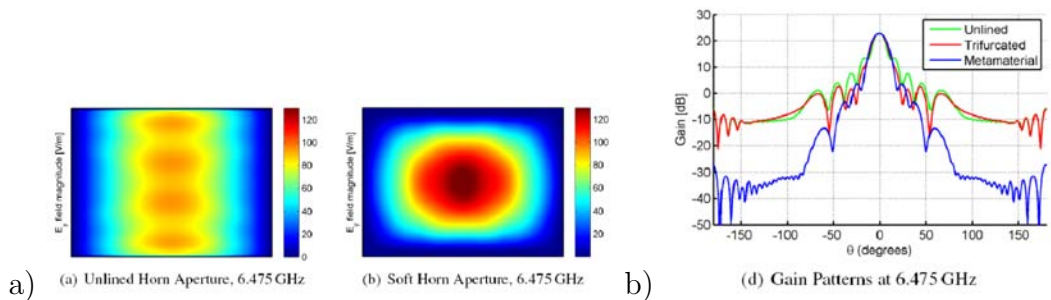 a)
E_y field magnitude [V/m]
120
100
80
60
40
20
0
(a) Unlined Horn Aperture, 6.475 GHz
E_y field magnitude [V/m]
120
100
80
60
40
20
0
(b) Soft Horn Aperture, 6.475 GHz
b)
Gain [dB]
30
20
10
0
-10
-20
-30
-40
-50
Unlined
Trifurcated
Metamaterial
-150 -100 -50 0 50 100 150
θ (degrees)
(d) Gain Patterns at 6.475 GHz